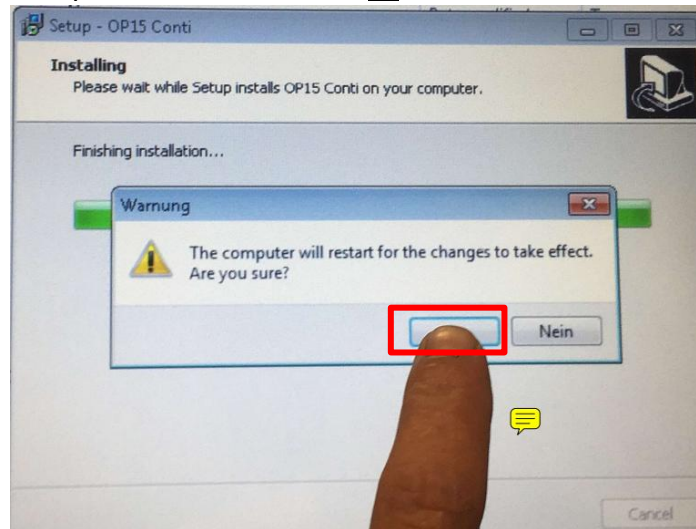 Setup - OP15 Conti
Installing
Please wait while Setup installs OP15 Conti on your computer.
Finishing installation...
Warnung
The computer will restart for the changes to take effect.
Are you sure?
Nein
Cancel